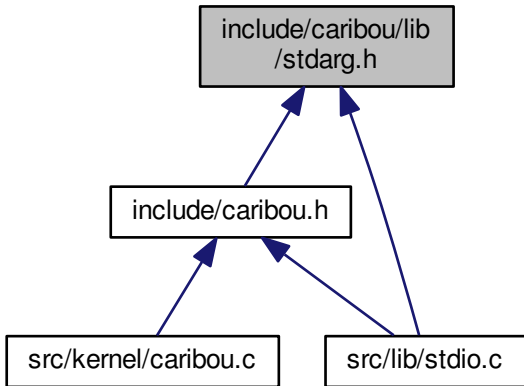 include/caribou/lib
/stdarg.h
include/caribou.h
src/kernel/caribou.c
src/lib/stdio.c